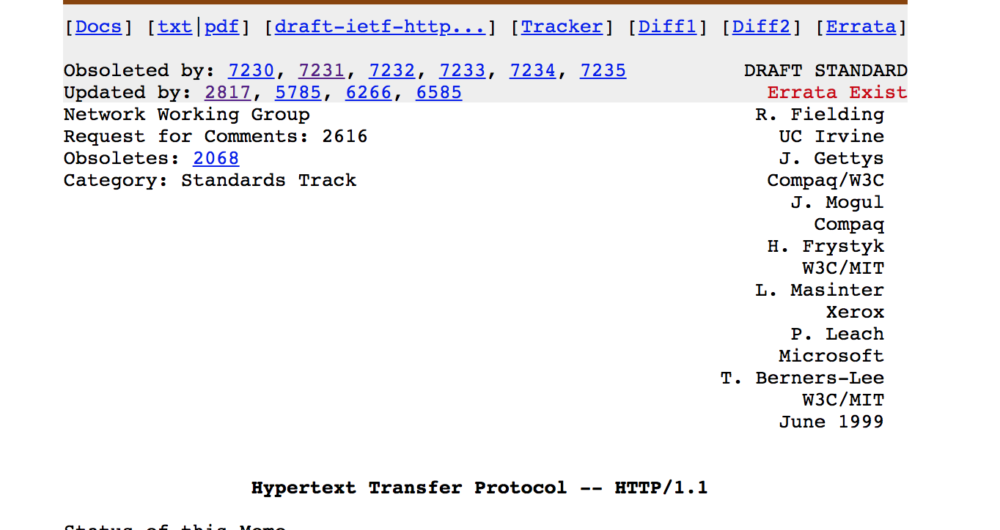 [Docs] [txt|pdf] [draft-ietf-http...] [Tracker] [Diff1] [Diff2] [Errata]
Obsoleted by: 7230, 7231, 7232, 7233, 7234, 7235 DRAFT STANDARD
Updated by: 2817, 5785, 6266, 6585 Errata Exist
Network Working Group R. Fielding
Request for Comments: 2616 UC Irvine
Obsoletes: 2068 J. Gettys
Category: Standards Track Compaq/W3C
J. Mogul
Compaq
H. Frystyk
W3C/MIT
L. Masinter
Xerox
P. Leach
Microsoft
T. Berners-Lee
W3C/MIT
June 1999
Hypertext Transfer Protocol -- HTTP/1.1
Status of this Memo